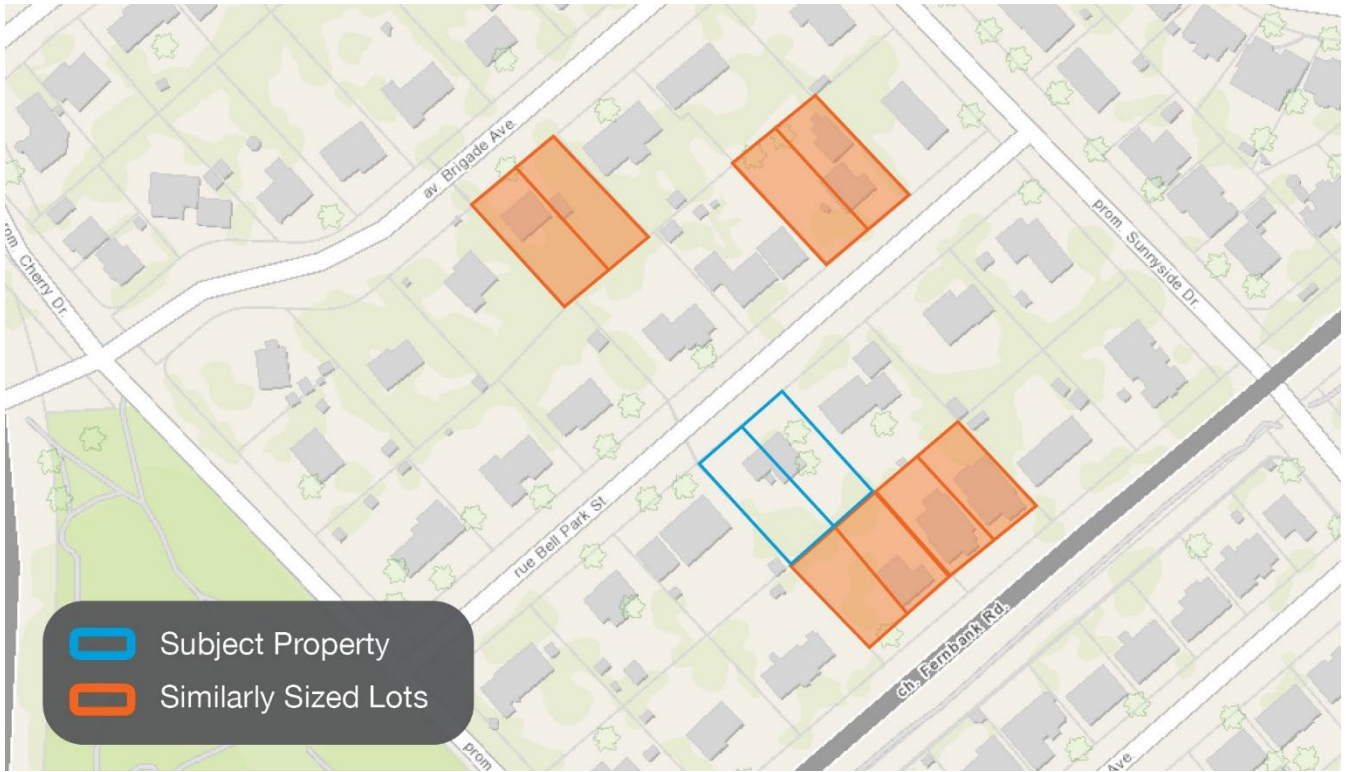 av. Brigade Ave.
prom. Sunnyside Dr.
rom. Cherry Dr.
rue Bell Park St
ch. Fernbank Rd.
Subject Property
Similarly Sized Lots
prom
Ave.